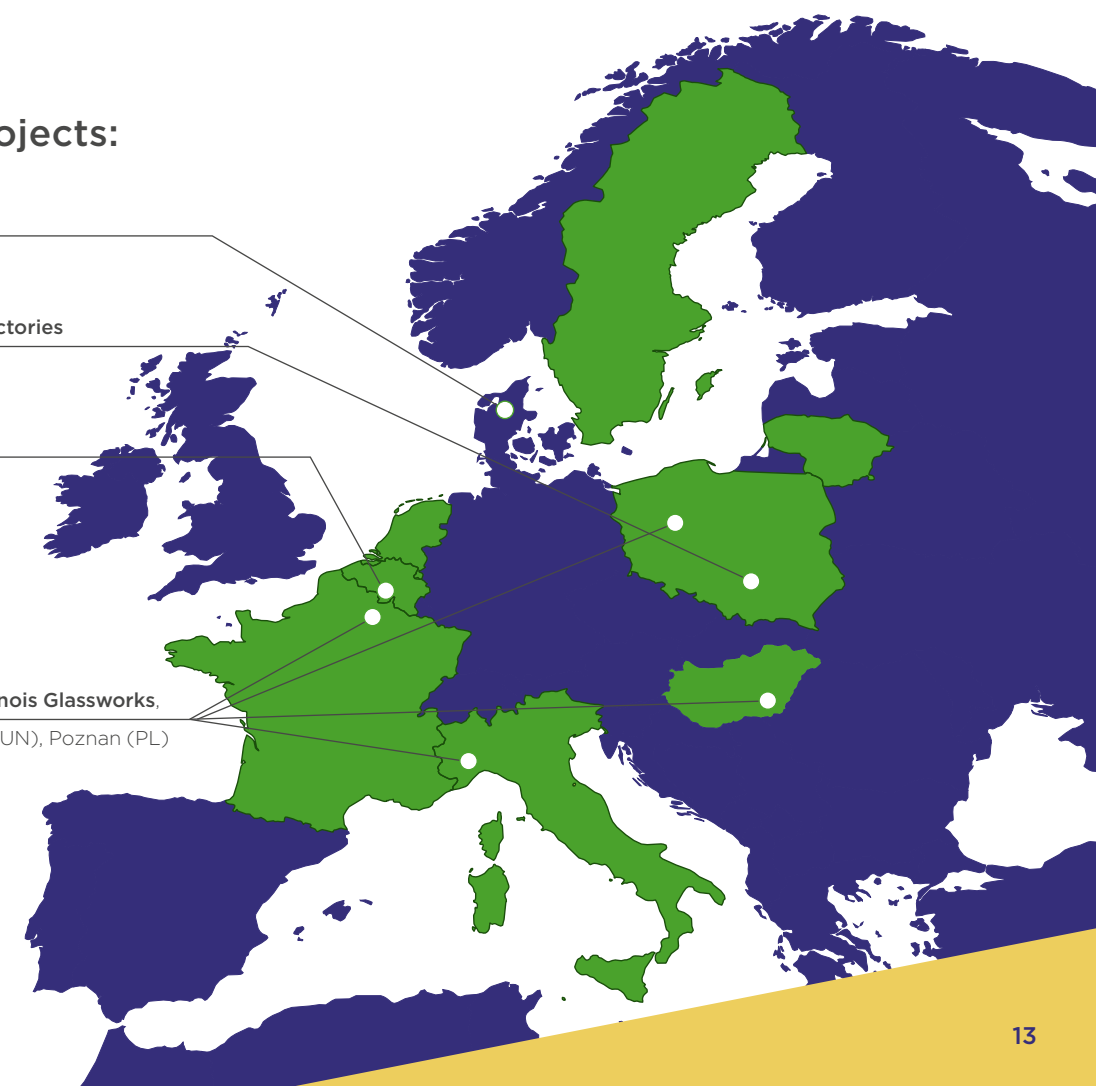 ojects:
ctories
nois Glassworks,
UN), Poznan (PL)
13